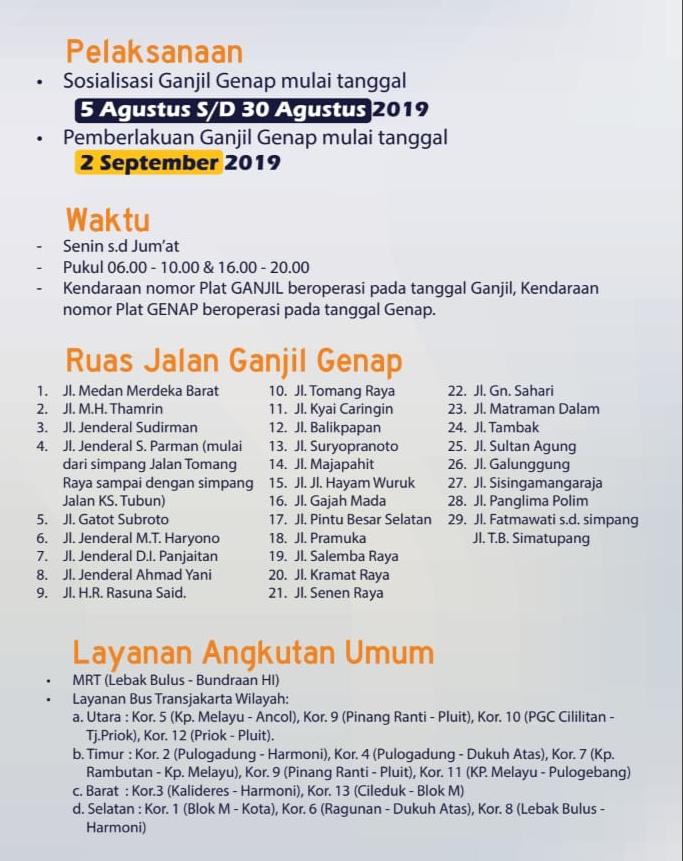 Pelaksanaan
• Sosialisasi Ganjil Genap mulai tanggal
5 Agustus S/D 30 Agustus 2019
• Pemberlakuan Ganjil Genap mulai tanggal
2 September 2019
Waktu
- Senin s.d Jum'at
- Pukul 06.00 - 10.00 & 16.00 - 20.00
- Kendaraan nomor Plat GANJIL beroperasi pada tanggal Ganjil, Kendaraan
nomor Plat GENAP beroperasi pada tanggal Genap.
Ruas Jalan Ganjil Genap
1. Jl. Medan Merdeka Barat
2. Jl. M.H. Thamrin
3. Jl. Jenderal Sudirman
4. Jl. Jenderal S. Parman (mulai
dari simpang Jalan Tomang
Raya sampai dengan simpang
Jalan KS. Tubun)
5. Jl. Gatot Subroto
6. Jl. Jenderal M.T. Haryono
7. Jl. Jenderal D.I. Panjaitan
8. Jl. Jenderal Ahmad Yani
9. Jl. H.R. Rasuna Said.
10. Jl. Tomang Raya
11. Jl. Kyai Caringin
12. Jl. Balikpapan
13. Jl. Suryopranoto
14. Jl. Majapahit
15. Jl. Jl. Hayam Wuruk
16. Jl. Gajah Mada
17. Jl. Pintu Besar Selatan
18. Jl. Pramuka
19. Jl. Salemba Raya
20. Jl. Kramat Raya
21. Jl. Senen Raya
22. Jl. Gn. Sahari
23. Jl. Matraman Dalam
24. Jl. Tambak
25. Jl. Sultan Agung
26. Jl. Galunggung
27. Jl. Sisingamangaraja
28. Jl. Panglima Polim
29. Jl. Fatmawati s.d. simpang
Jl. T.B. Simatupang
Layanan Angkutan Umum
• MRT (Lebak Bulus - Bundraan HI)
• Layanan Bus Transjakarta Wilayah:
a. Utara : Kor. 5 (Kp. Melayu - Ancol), Kor. 9 (Pinang Ranti - Pluit), Kor. 10 (PGC Cililitan -
Tj.Priok), Kor. 12 (Priok - Pluit).
b. Timur : Kor. 2 (Pulogadung - Harmoni), Kor. 4 (Pulogadung - Dukuh Atas), Kor. 7 (Kp.
Rambutan - Kp. Melayu), Kor. 9 (Pinang Ranti - Pluit), Kor. 11 (KP. Melayu - Pulogebang)
c. Barat : Kor.3 (Kalideres - Harmoni), Kor. 13 (Cileduk - Blok M)
d. Selatan : Kor. 1 (Blok M - Kota), Kor. 6 (Ragunan - Dukuh Atas), Kor. 8 (Lebak Bulus -
Harmoni)